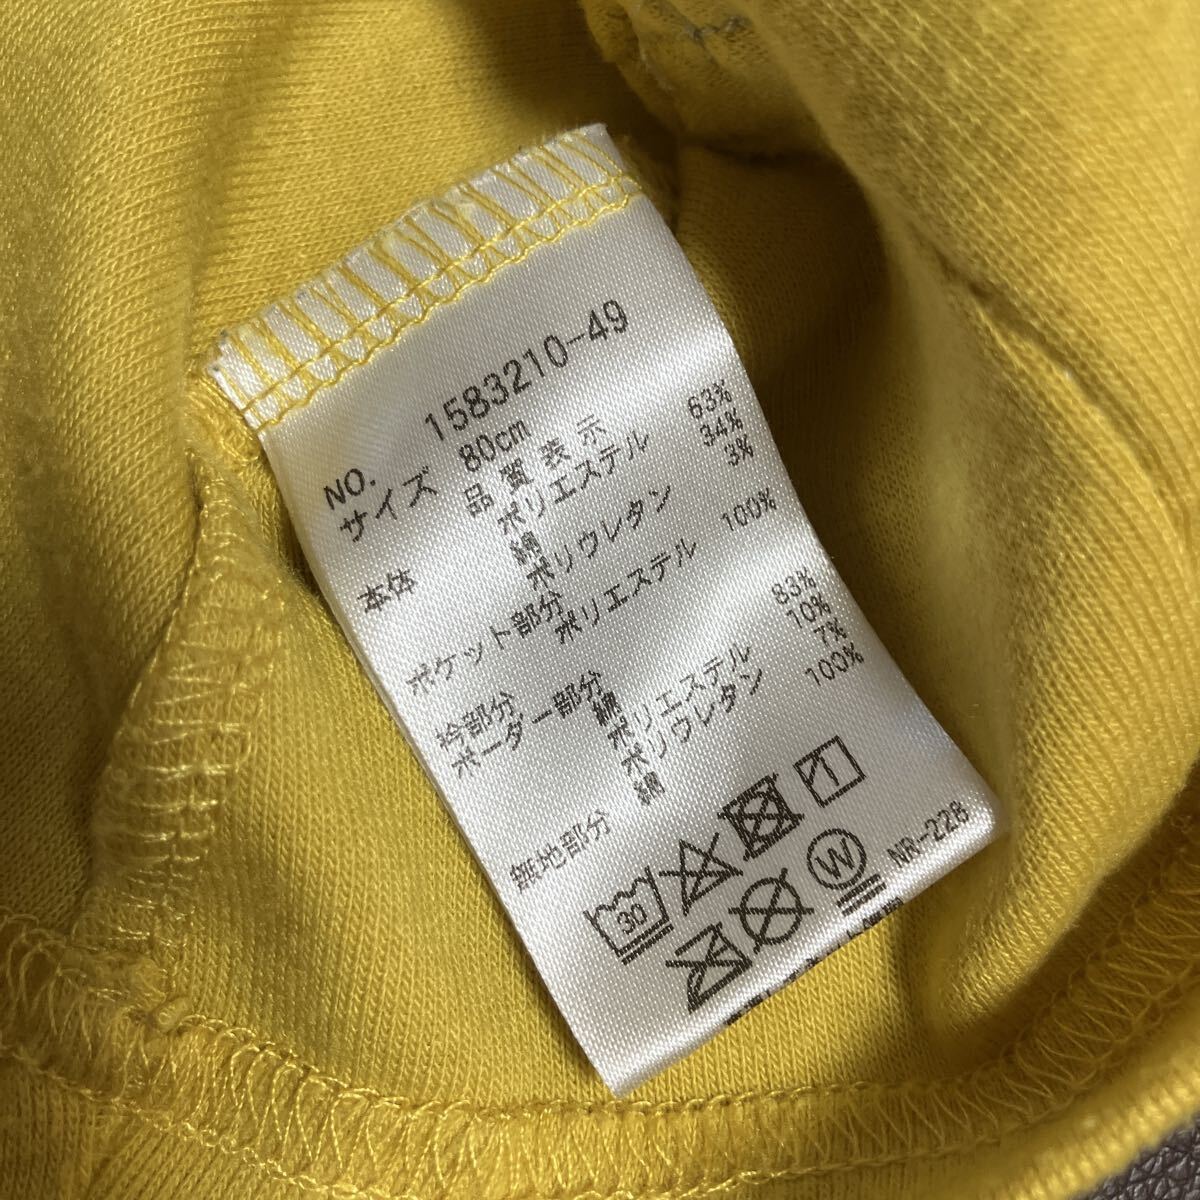 NO. 1583210-49
サイズ 80cm
品質表示
本体 ポリエステル 63%
綿 34%
ポリウレタン 3%
ポケット部分
ポリエステル 100%
衿部分
ボーダー部分
綿 83%
ポリエステル 10%
ポリウレタン 7%
無地部分 綿 100%
30
W
NR-228